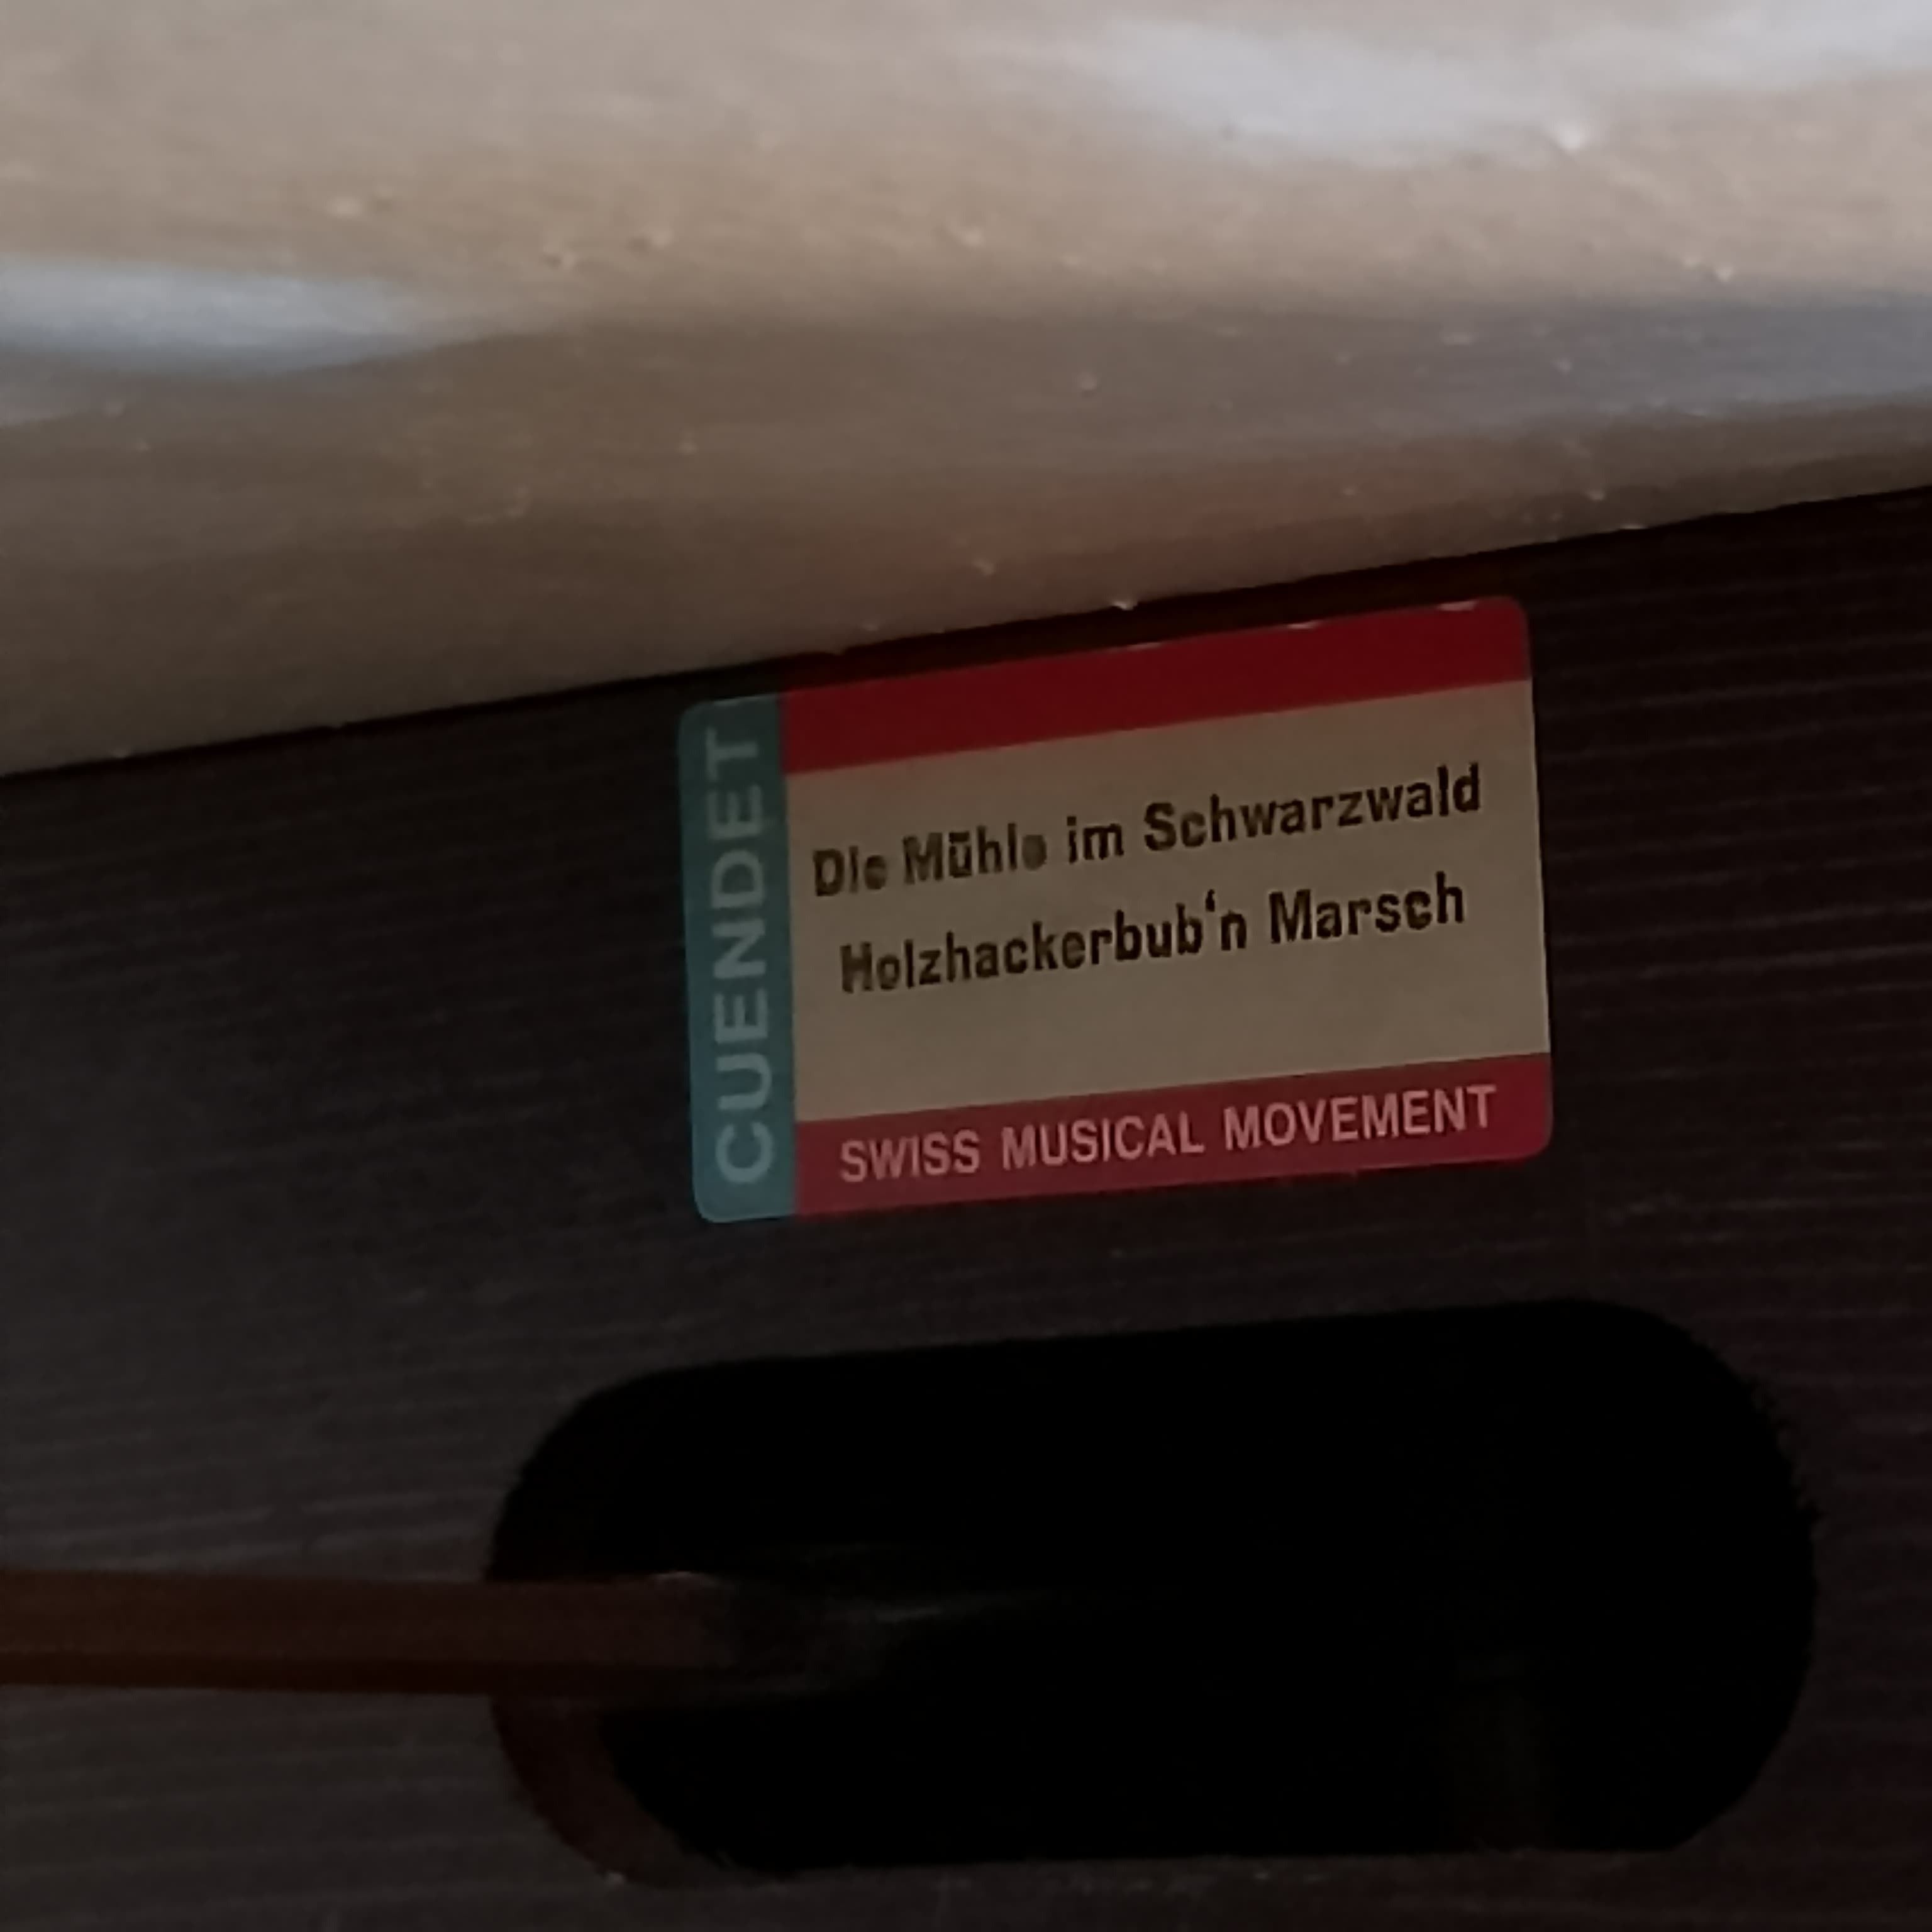 CUENDET
Die Mühle im Schwarzwald
Holzhackerbub'n Marsch
SWISS MUSICAL MOVEMENT